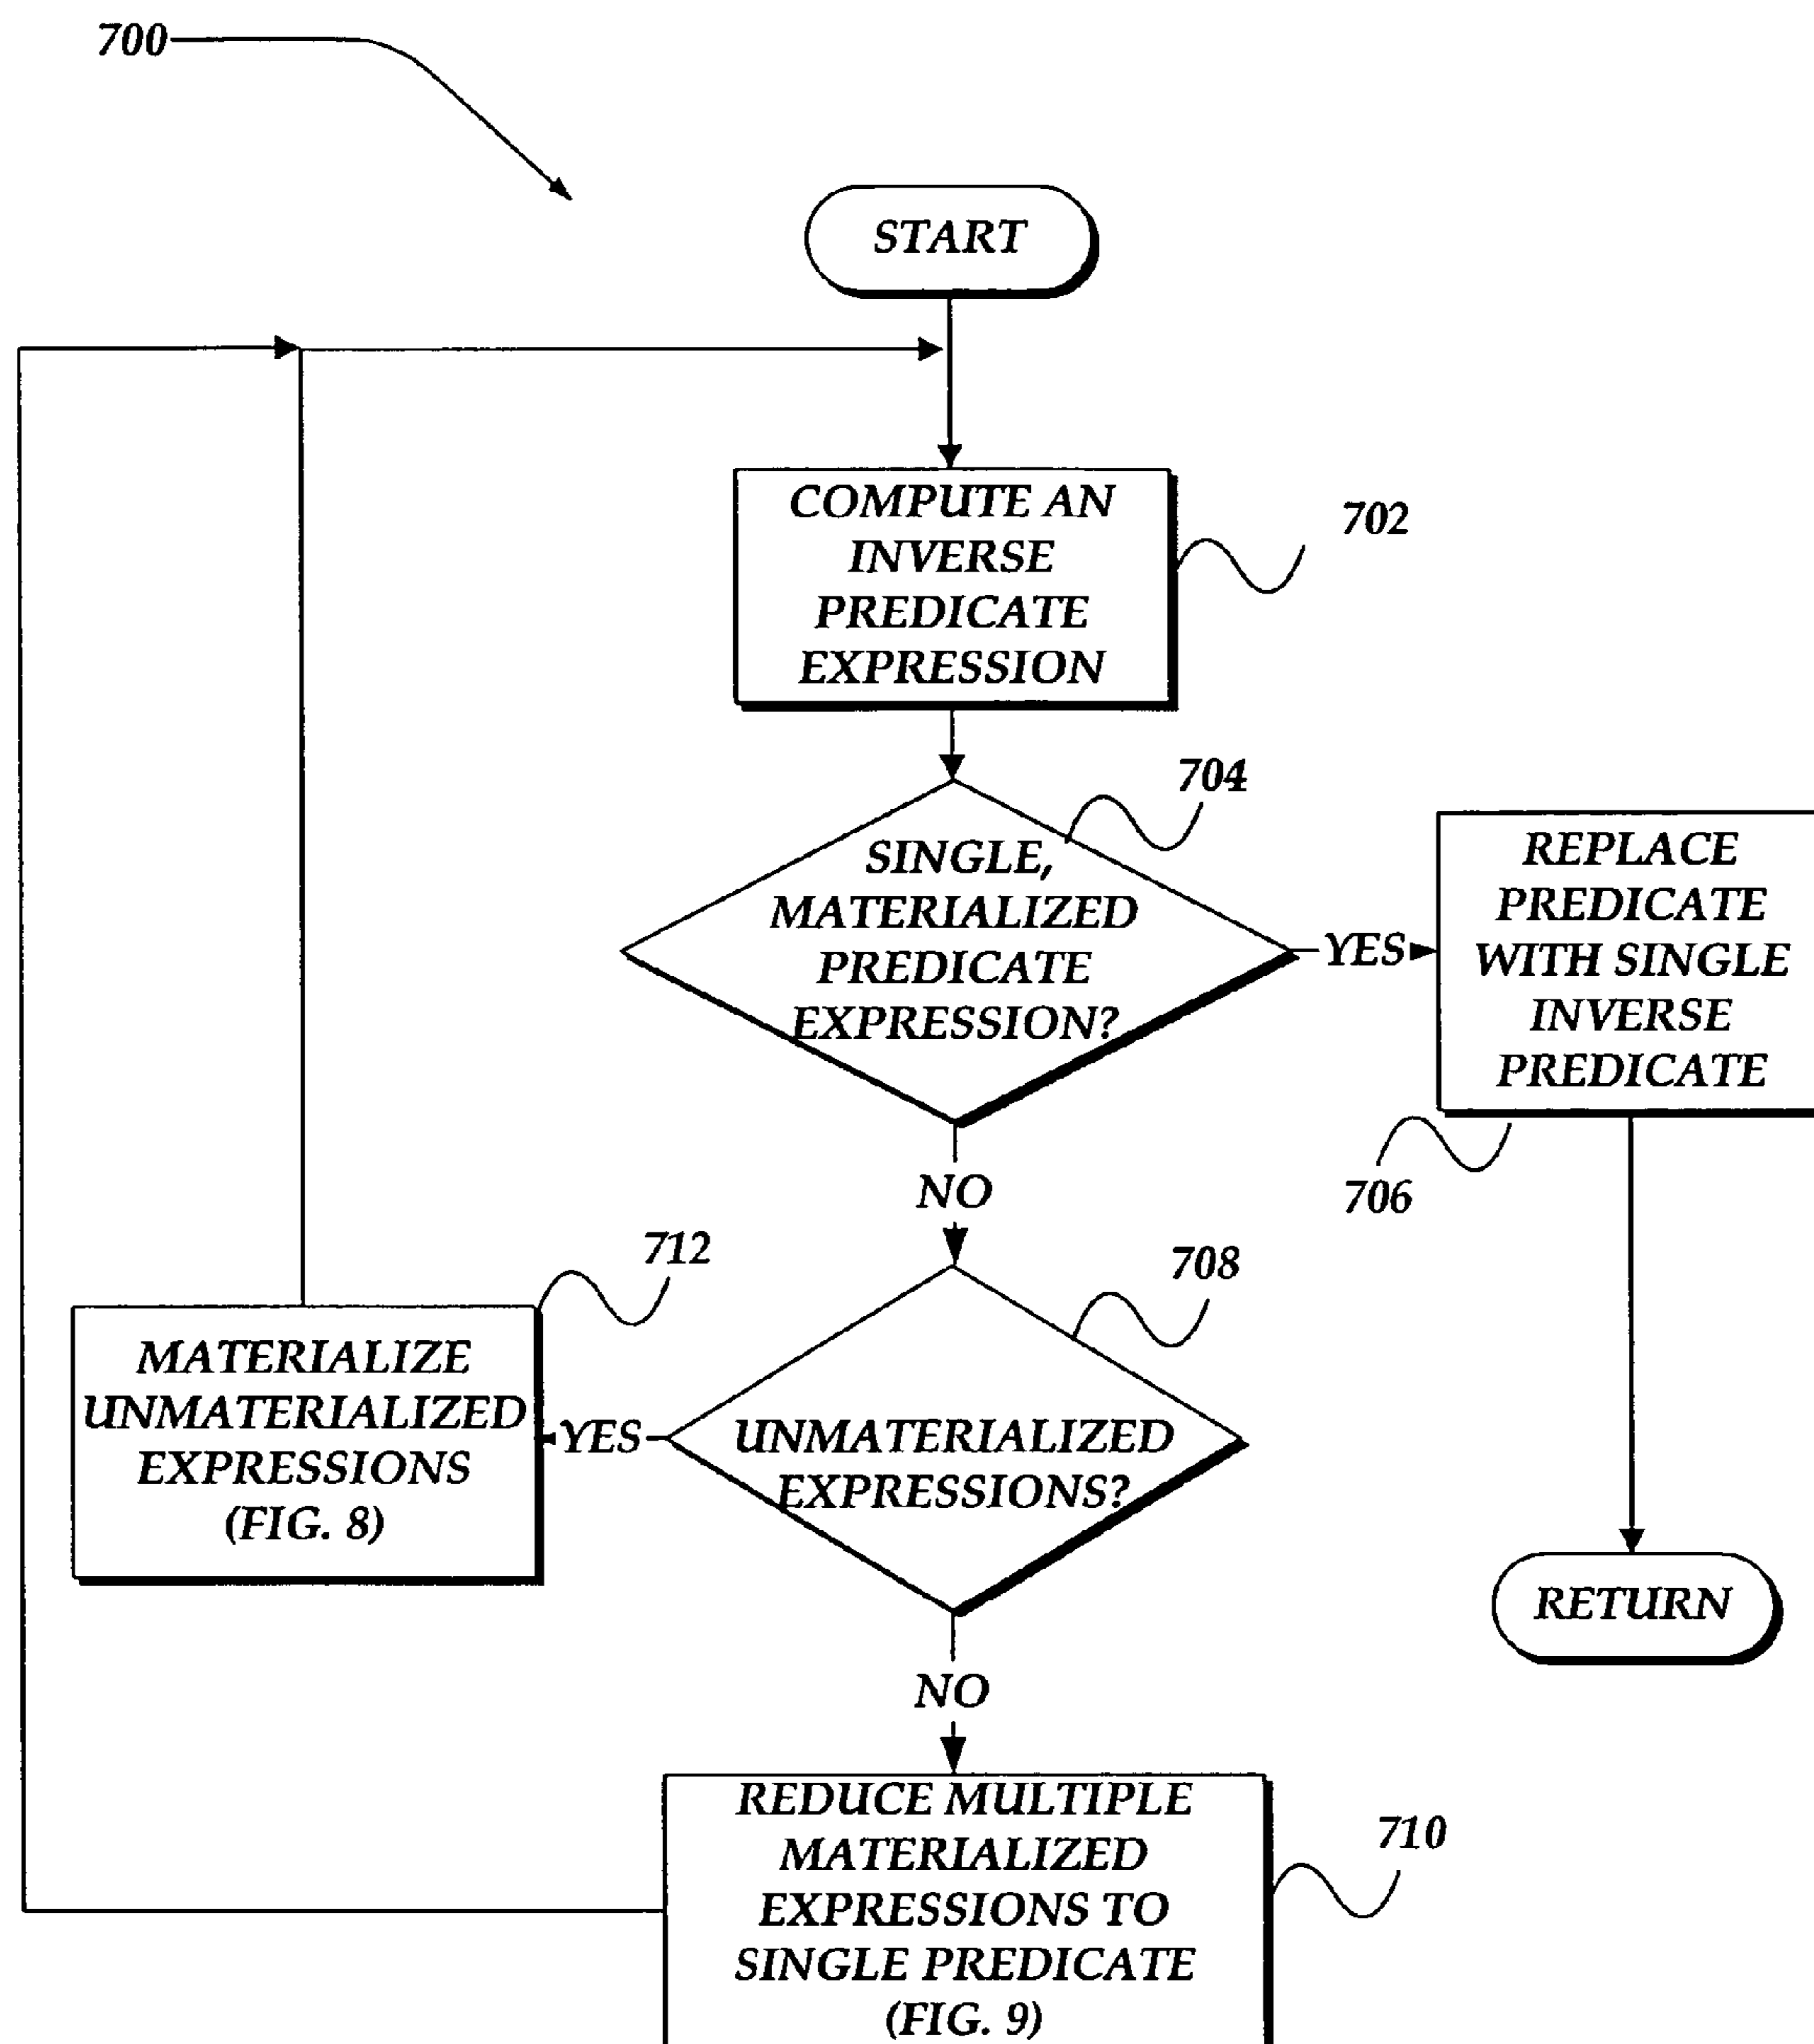 700
START
COMPUTE AN
INVERSE
PREDICATE
EXPRESSION
702
704
SINGLE,
MATERIALIZED
PREDICATE
EXPRESSION?
YES
REPLACE
PREDICATE
WITH SINGLE
INVERSE
PREDICATE
706
NO
712
708
MATERIALIZE
UNMATERIALIZED
EXPRESSIONS
(FIG. 8)
YES
UNMATERIALIZED
EXPRESSIONS?
RETURN
NO
REDUCE MULTIPLE
MATERIALIZED
EXPRESSIONS TO
SINGLE PREDICATE
(FIG. 9)
710